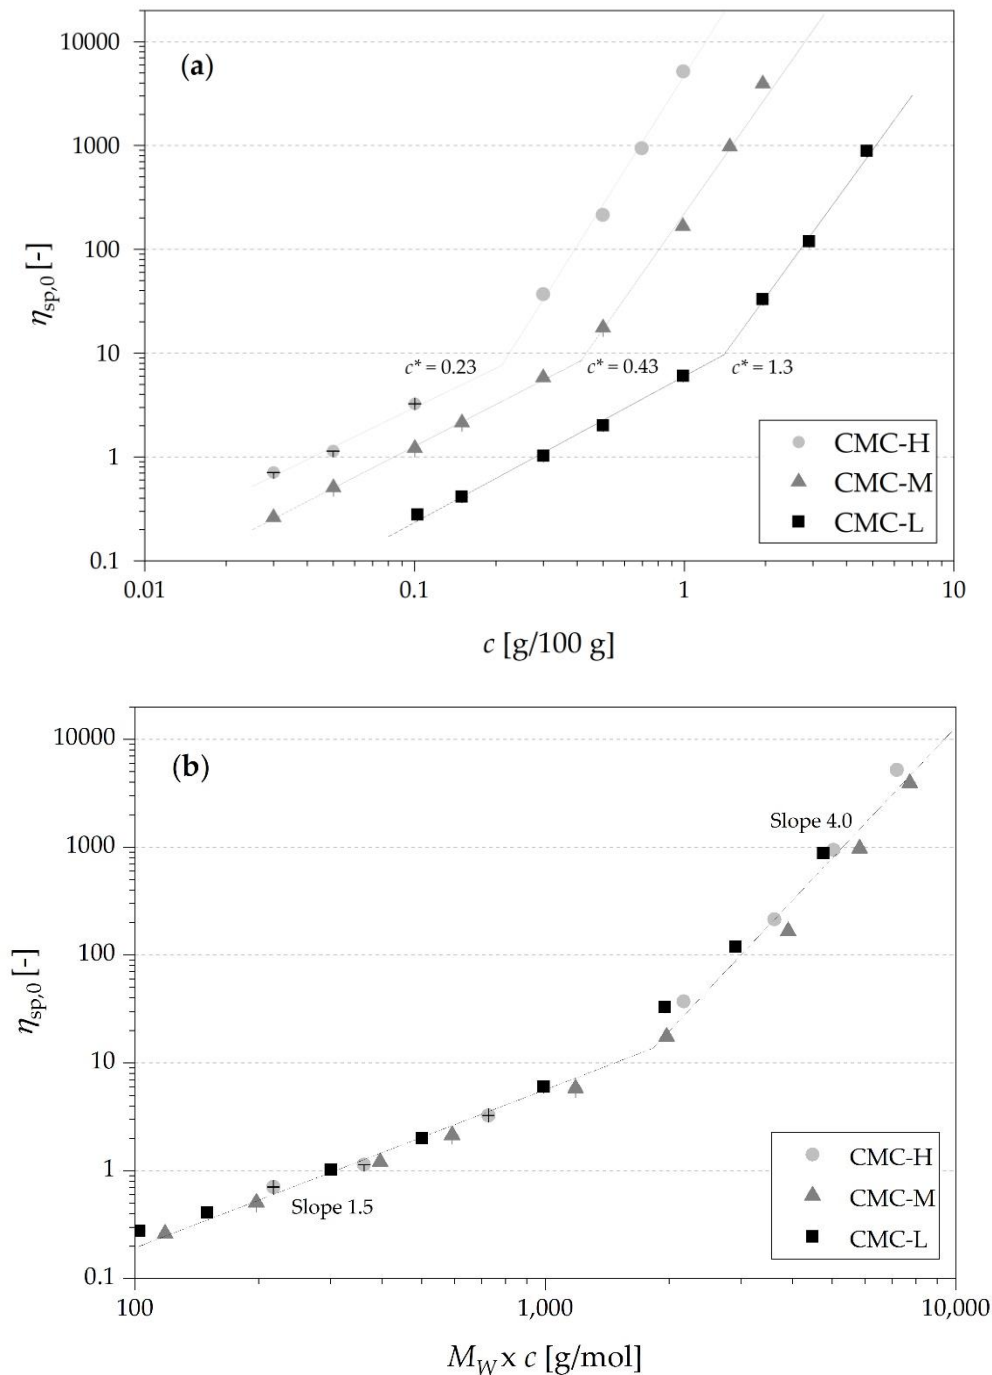 (a)
10000
1000
100
10
1
0.1
ηsp,0 [-]
c* = 0.23
c* = 0.43
c* = 1.3
CMC-H
CMC-M
CMC-L
0.01
0.1
1
10
c [g/100 g]
(b)
10000
1000
100
10
1
0.1
ηsp,0 [-]
Slope 4.0
Slope 1.5
CMC-H
CMC-M
CMC-L
100
1,000
10,000
MW x c [g/mol]